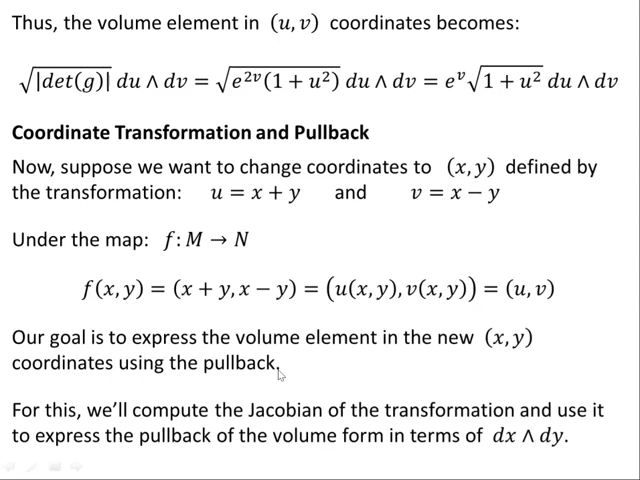 Thus, the volume element in (u, v) coordinates becomes:
√|det(g)| du ∧ dv = √e²ᵛ(1 + u²) du ∧ dv = eᵛ√1 + u² du ∧ dv
Coordinate Transformation and Pullback
Now, suppose we want to change coordinates to (x, y) defined by
the transformation: u = x + y and v = x − y
Under the map: f: M → N
f(x, y) = (x + y, x − y) = (u(x, y), v(x, y)) = (u, v)
Our goal is to express the volume element in the new (x, y)
coordinates using the pullback.
For this, we’ll compute the Jacobian of the transformation and use it
to express the pullback of the volume form in terms of dx ∧ dy.